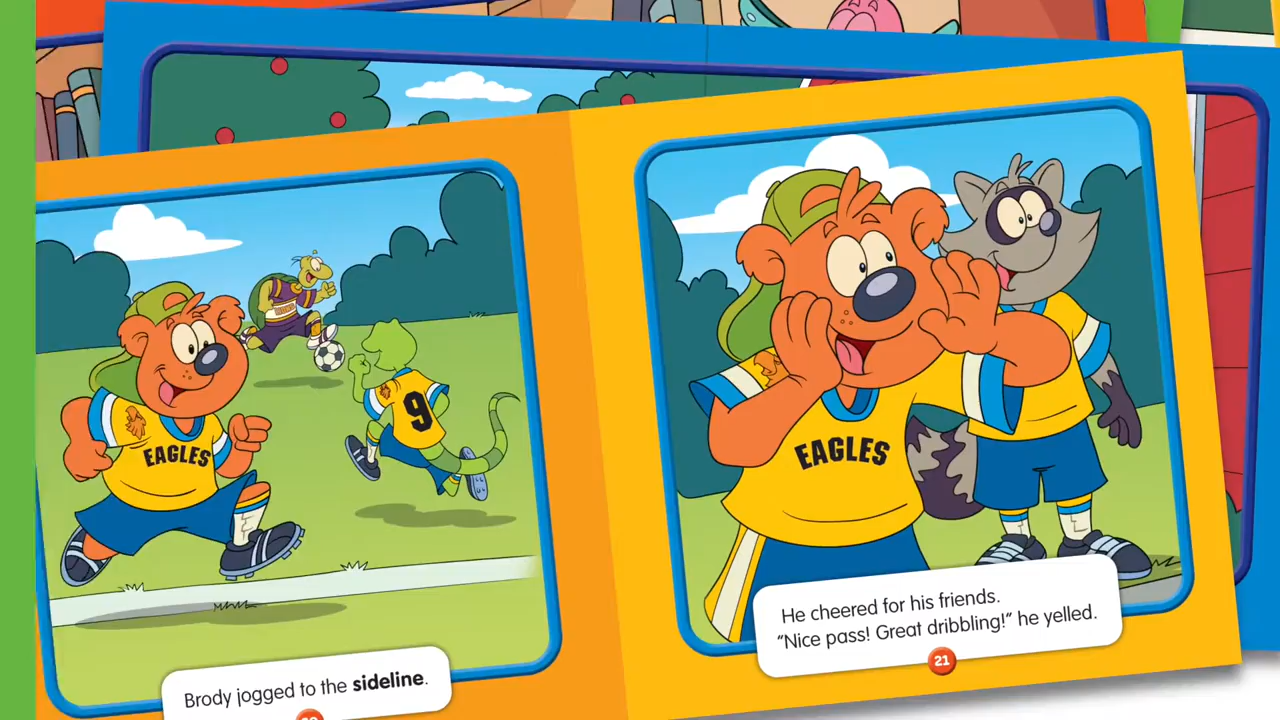 EAGLES
9
Brody jogged to the sideline.
EAGLES
He cheered for his friends.
"Nice pass! Great dribbling!" he yelled.
21